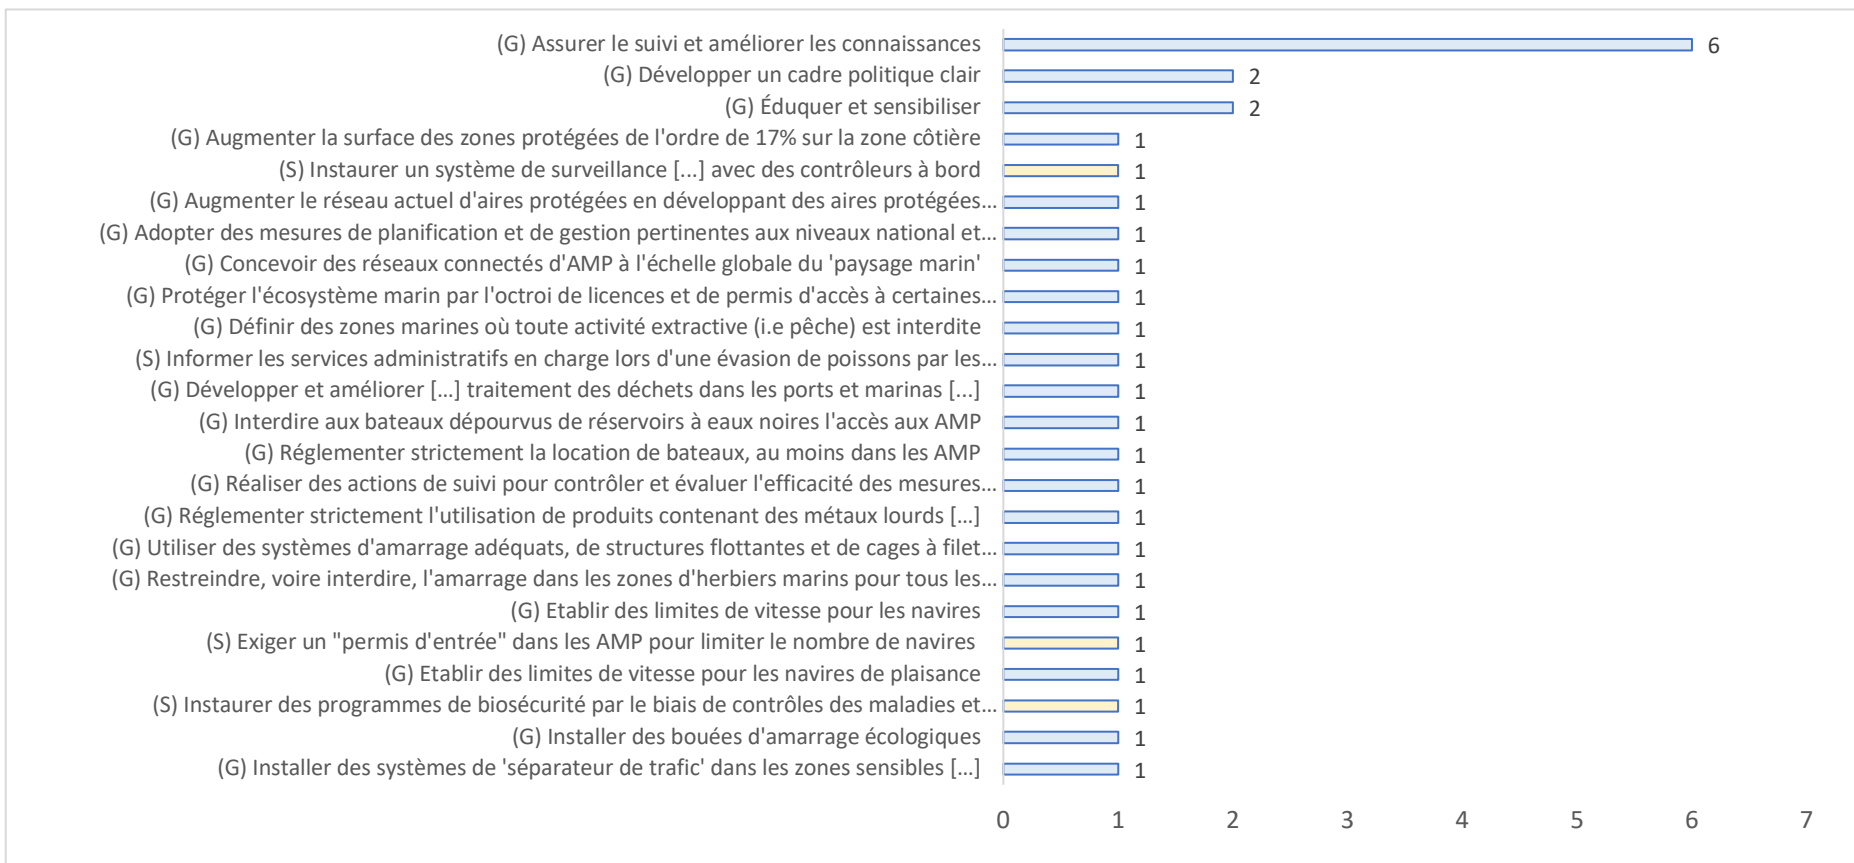 (G) Assurer le suivi et améliorer les connaissances 6
(G) Développer un cadre politique clair 2
(G) Éduquer et sensibiliser 2
(G) Augmenter la surface des zones protégées de l'ordre de 17% sur la zone côtière 1
(S) Instaurer un système de surveillance [...] avec des contrôleurs à bord 1
(G) Augmenter le réseau actuel d'aires protégées en développant des aires protégées... 1
(G) Adopter des mesures de planification et de gestion pertinentes aux niveaux national et... 1
(G) Concevoir des réseaux connectés d'AMP à l'échelle globale du 'paysage marin' 1
(G) Protéger l'écosystème marin par l'octroi de licences et de permis d'accès à certaines... 1
(G) Définir des zones marines où toute activité extractive (i.e pêche) est interdite 1
(S) Informer les services administratifs en charge lors d'une évasion de poissons par les... 1
(G) Développer et améliorer [...] traitement des déchets dans les ports et marinas [...] 1
(G) Interdire aux bateaux dépourvus de réservoirs à eaux noires l'accès aux AMP 1
(G) Réglementer strictement la location de bateaux, au moins dans les AMP 1
(G) Réaliser des actions de suivi pour contrôler et évaluer l'efficacité des mesures... 1
(G) Réglementer strictement l'utilisation de produits contenant des métaux lourds [...] 1
(G) Utiliser des systèmes d'amarrage adéquats, de structures flottantes et de cages à filet... 1
(G) Restreindre, voire interdire, l'amarrage dans les zones d'herbiers marins pour tous les... 1
(G) Etablir des limites de vitesse pour les navires 1
(S) Exiger un "permis d'entrée" dans les AMP pour limiter le nombre de navires 1
(G) Etablir des limites de vitesse pour les navires de plaisance 1
(S) Instaurer des programmes de biosécurité par le biais de contrôles des maladies et... 1
(G) Installer des bouées d'amarrage écologiques 1
(G) Installer des systèmes de 'séparateur de trafic' dans les zones sensibles [...] 1
0 1 2 3 4 5 6 7